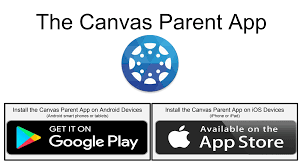 The Canvas Parent App
Install the Canvas Parent App on Android Devices
(Android smart phones or tablets)
GET IT ON
Google Play
Install the Canvas Parent App on iOS Devices
(iPhone or iPad)
Available on the
App Store